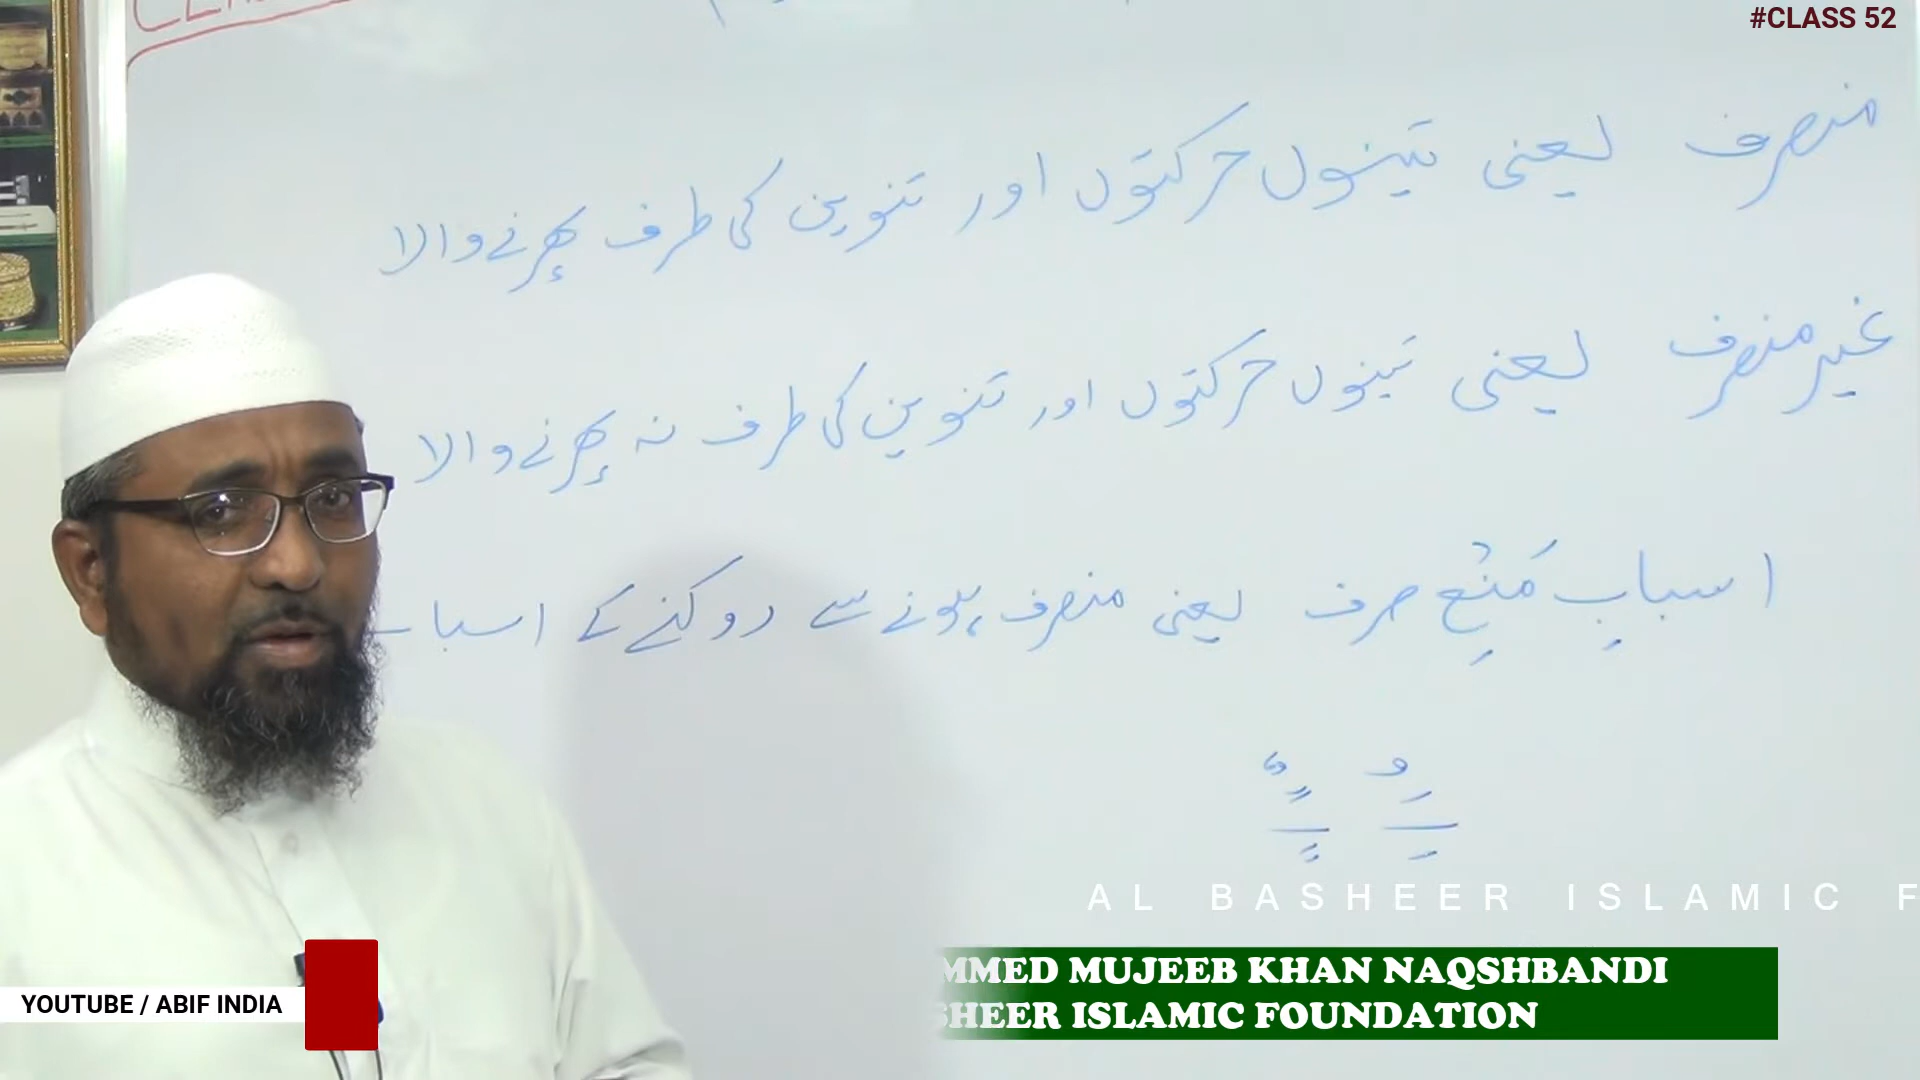 #CLASS 52
منصرف یعنی تینوں حرکتوں اور تنوین کی طرف پھرنے والا
غیر منصرف یعنی تینوں حرکتوں اور تنوین کی طرف نہ پھرنے والا
اسبابِ مَنْعِ صرف یعنی منصرف ہونے سے روکنے کے اسباب
AL BASHEER ISLAMIC F
MMED MUJEEB KHAN NAQSHBANDI
SHEER ISLAMIC FOUNDATION
YOUTUBE / ABIF INDIA